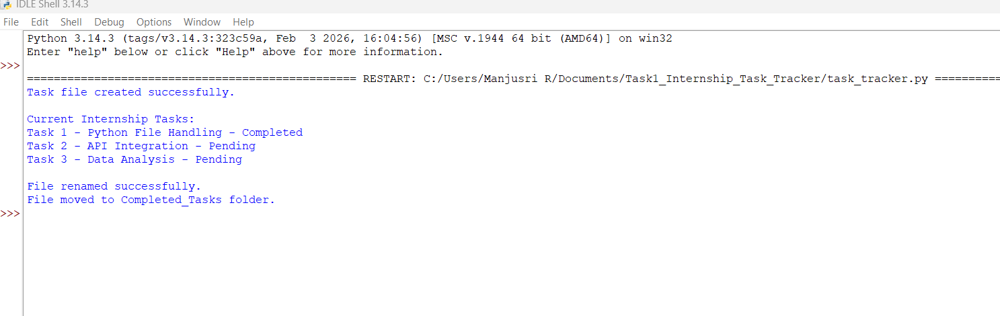 IDLE Shell 3.14.3
File Edit Shell Debug Options Window Help
Python 3.14.3 (tags/v3.14.3:323c59a, Feb  3 2026, 16:04:56) [MSC v.1944 64 bit (AMD64)] on win32
Enter "help" below or click "Help" above for more information.
>>>
================================================= RESTART: C:/Users/Manjusri R/Documents/Task1_Internship_Task_Tracker/task_tracker.py ==========
Task file created successfully.
Current Internship Tasks:
Task 1 - Python File Handling - Completed
Task 2 - API Integration - Pending
Task 3 - Data Analysis - Pending
File renamed successfully.
File moved to Completed_Tasks folder.
>>>